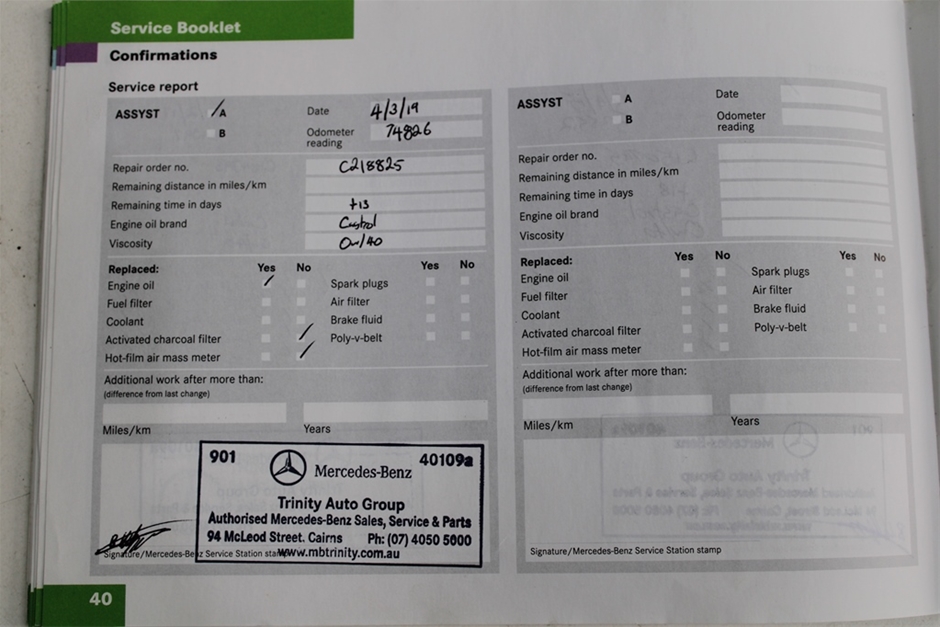 Service Booklet
Confirmations
Service report
ASSYST A Date 4/3/19
B Odometer reading 74826
Repair order no. C218825
Remaining distance in miles/km
Remaining time in days +13
Engine oil brand Castrol
Viscosity 0w/40
Replaced: Yes No Yes No
Engine oil Spark plugs
Fuel filter Air filter
Coolant Brake fluid
Activated charcoal filter Poly-v-belt
Hot-film air mass meter
Additional work after more than:
(difference from last change)
Miles/km Years
901 Mercedes-Benz 40109a
Trinity Auto Group
Authorised Mercedes-Benz Sales, Service & Parts
94 McLeod Street. Cairns Ph: (07) 4050 5000
www.mbtrinity.com.au
Signature/Mercedes-Benz Service Station stamp
40
ASSYST A Date
B Odometer reading
Repair order no.
Remaining distance in miles/km
Remaining time in days
Engine oil brand
Viscosity
Replaced: Yes No Yes No
Engine oil Spark plugs
Fuel filter Air filter
Coolant Brake fluid
Activated charcoal filter Poly-v-belt
Hot-film air mass meter
Additional work after more than:
(difference from last change)
Miles/km Years
Signature/Mercedes-Benz Service Station stamp